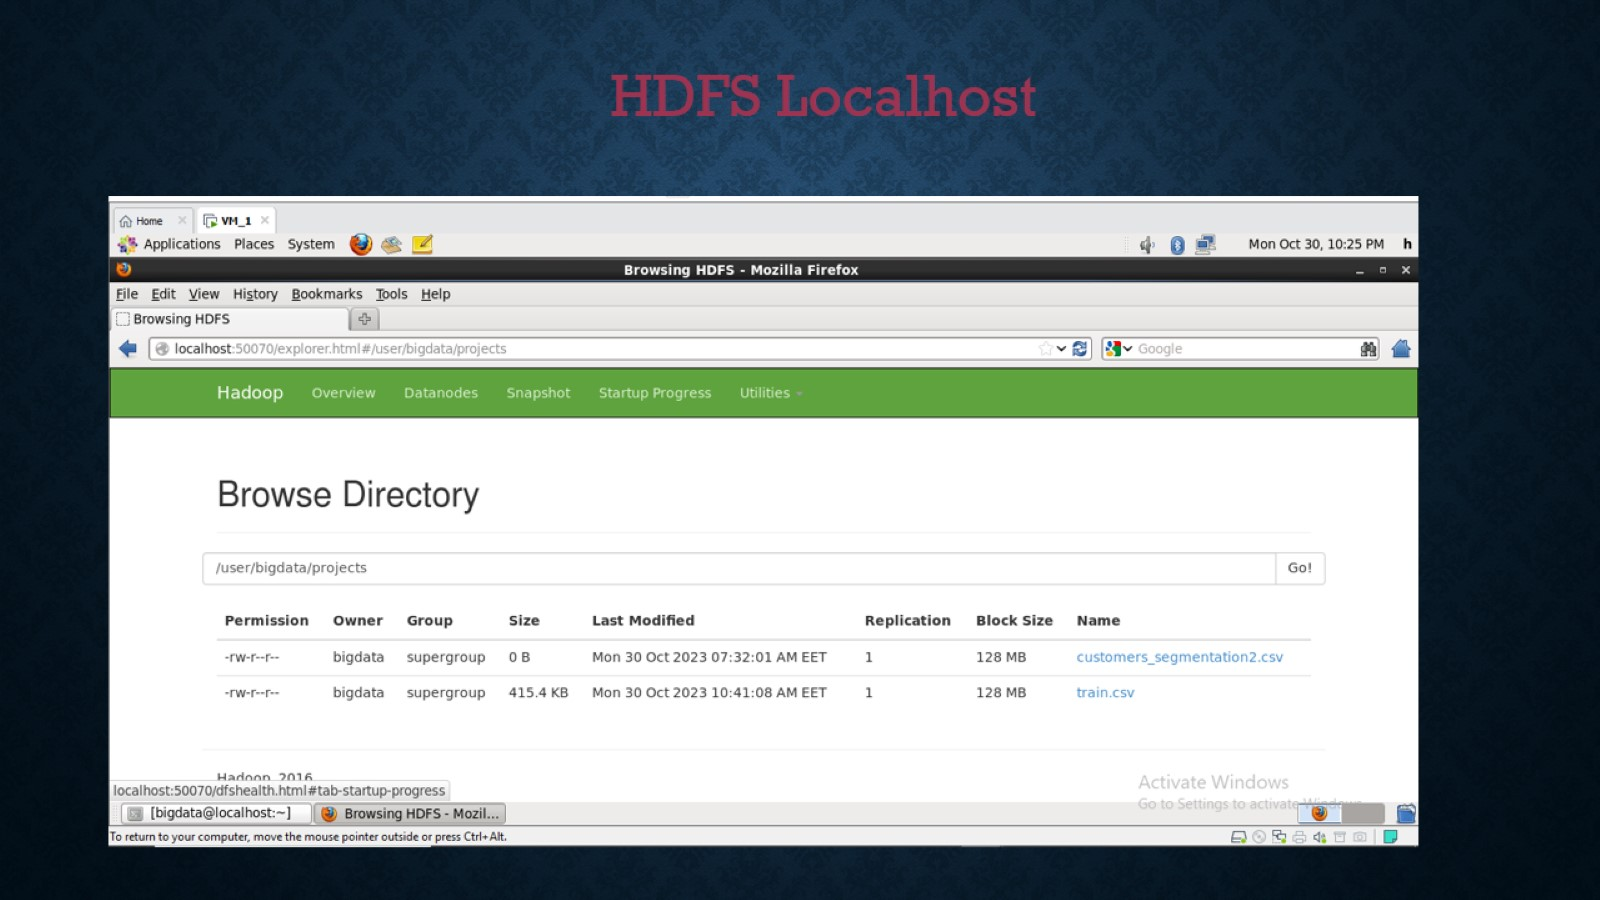 HDFS Localhost
Home
VM_1
Applications Places System
Mon Oct 30, 10:25 PM h
Browsing HDFS - Mozilla Firefox
File Edit View History Bookmarks Tools Help
Browsing HDFS
localhost:50070/explorer.html#/user/bigdata/projects
Google
Hadoop Overview Datanodes Snapshot Startup Progress Utilities
Browse Directory
/user/bigdata/projects Go!
Permission Owner Group Size Last Modified Replication Block Size Name
-rw-r--r-- bigdata supergroup 0 B Mon 30 Oct 2023 07:32:01 AM EET 1 128 MB customers_segmentation2.csv
-rw-r--r-- bigdata supergroup 415.4 KB Mon 30 Oct 2023 10:41:08 AM EET 1 128 MB train.csv
Hadoop, 2016.
Activate Windows
localhost:50070/dfshealth.html#tab-startup-progress
Go to Settings to activate Windows.
[bigdata@localhost:~] Browsing HDFS - Mozil...
To return to your computer, move the mouse pointer outside or press Ctrl+Alt.